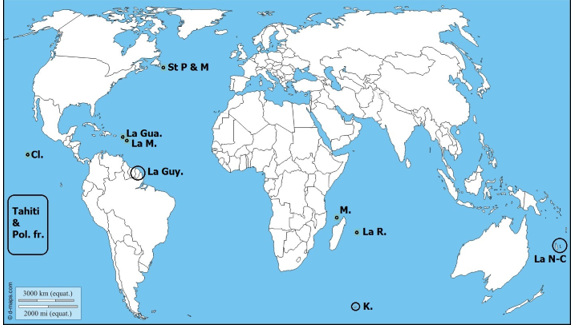 St P & M
La Gua.
La M.
Cl.
La Guy.
Tahiti
&
Pol. fr.
M.
La R.
La N-C
K.
3000 km (equat.)
2000 mi (equat.)
© d-maps.com